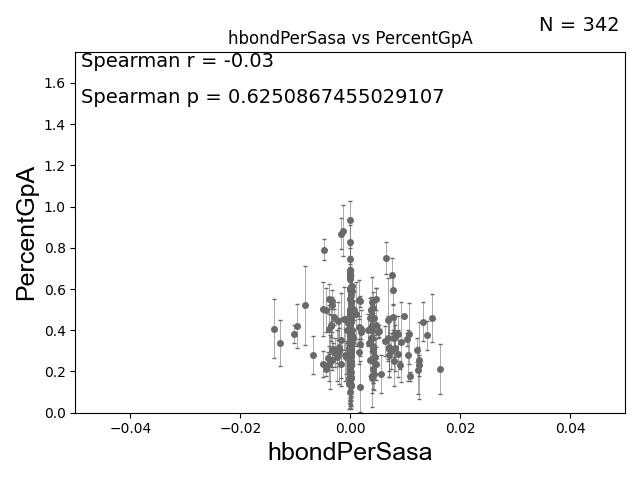 N = 342
hbondPerSasa vs PercentGpA
Spearman r = -0.03
Spearman p = 0.6250867455029107
PercentGpA
1.6
1.4
1.2
1.0
0.8
0.6
0.4
0.2
0.0
−0.04
−0.02
0.00
0.02
0.04
hbondPerSasa